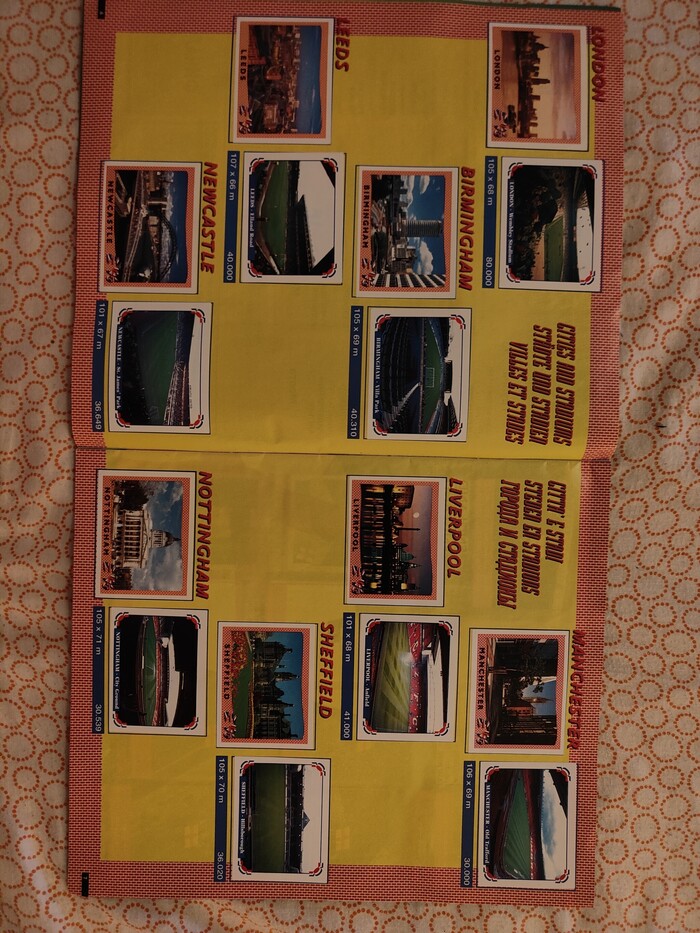 LONDON
LONDON
LONDON - Wembley Stadium
105 x 68 m
80.000
LEEDS
LEEDS
LEEDS - Elland Road
107 x 66 m
40.000
BIRMINGHAM
BIRMINGHAM
BIRMINGHAM - Villa Park
105 x 69 m
40.310
NEWCASTLE
NEWCASTLE
NEWCASTLE - St. James' Park
101 x 67 m
36.649
CITIES AND STADIUMS
STÄDTE UND STADIEN
VILLES ET STADES
CITTA' E STADI
STEDEN EN STADIONS
ГОРОДА И СТАДИОНЫ
MANCHESTER
MANCHESTER
MANCHESTER - Old Trafford
106 x 69 m
30.000
LIVERPOOL
LIVERPOOL
LIVERPOOL - Anfield
101 x 68 m
41.000
SHEFFIELD
SHEFFIELD
SHEFFIELD - Hillsborough
105 x 70 m
36.020
NOTTINGHAM
NOTTINGHAM
NOTTINGHAM - City Ground
105 x 71 m
30.539